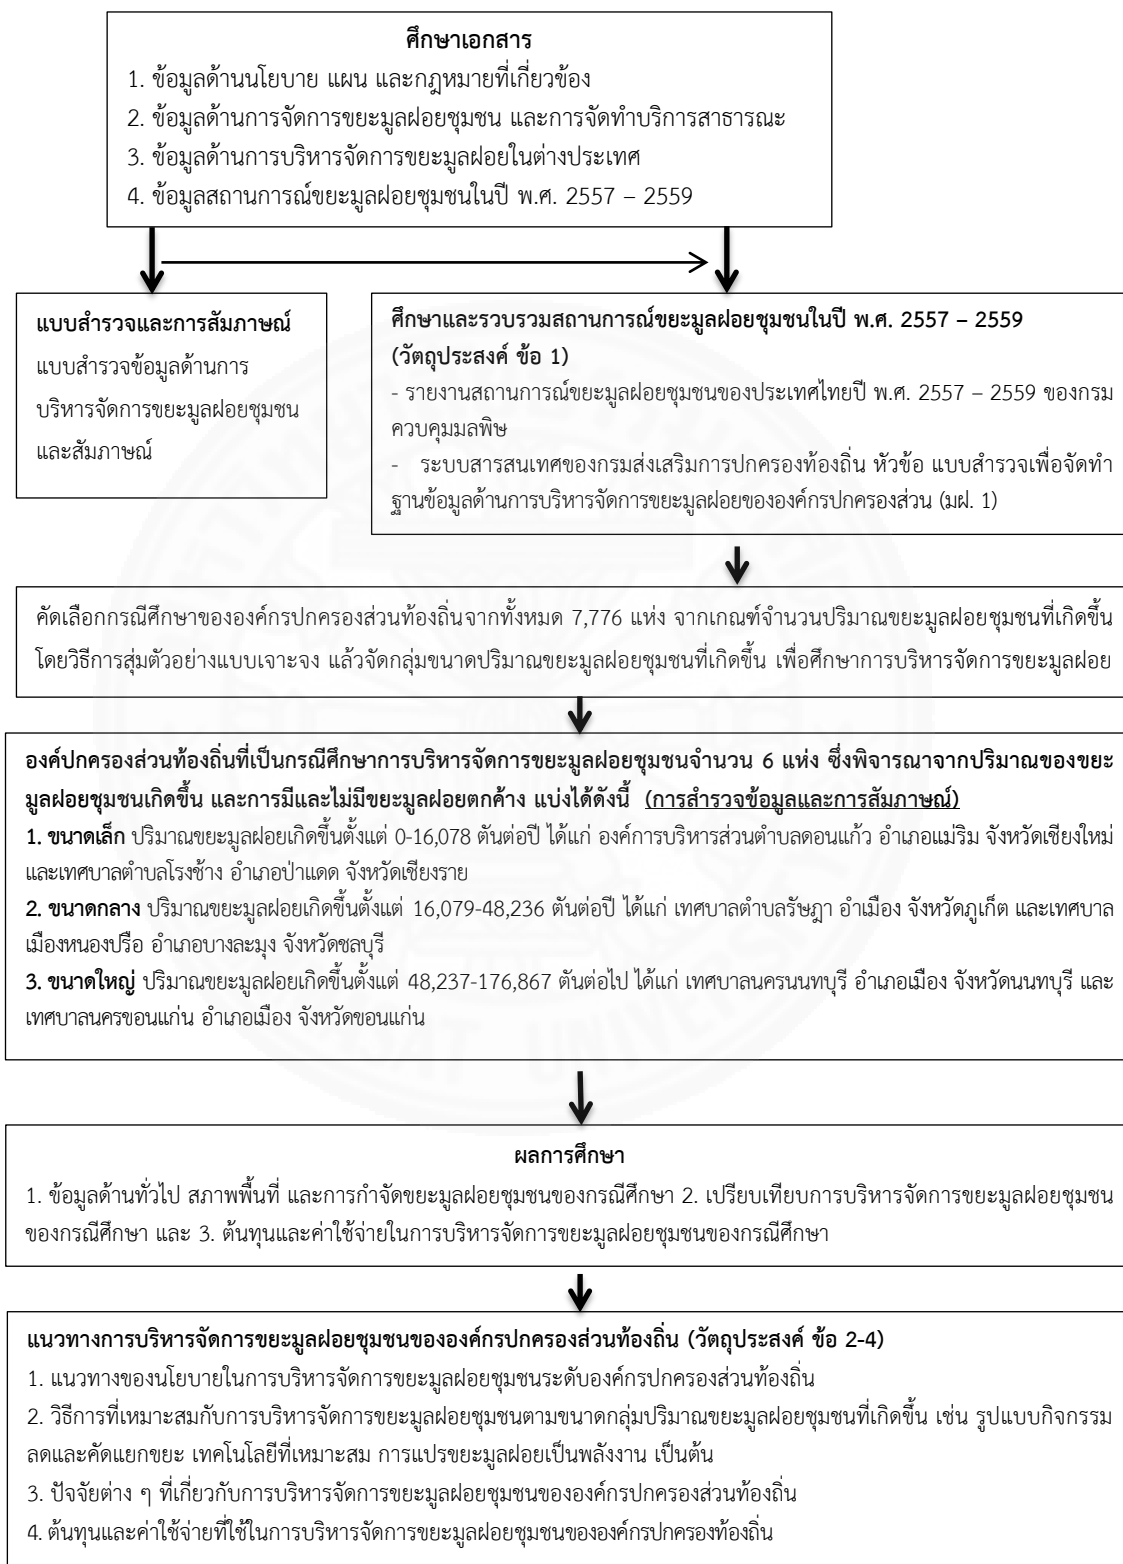 ศึกษาเอกสาร
1. ข้อมูลด้านนโยบาย แผน และกฎหมายที่เกี่ยวข้อง
2. ข้อมูลด้านการจัดการขยะมูลฝอยชุมชน และการจัดทำบริการสาธารณะ
3. ข้อมูลด้านการบริหารจัดการขยะมูลฝอยในต่างประเทศ
4. ข้อมูลสถานการณ์ขยะมูลฝอยชุมชนในปี พ.ศ. 2557 – 2559
แบบสำรวจและการสัมภาษณ์
แบบสำรวจข้อมูลด้านการ
บริหารจัดการขยะมูลฝอยชุมชน
และสัมภาษณ์
ศึกษาและรวบรวมสถานการณ์ขยะมูลฝอยชุมชนในปี พ.ศ. 2557 – 2559
(วัตถุประสงค์ ข้อ 1)
- รายงานสถานการณ์ขยะมูลฝอยชุมชนของประเทศไทยปี พ.ศ. 2557 – 2559 ของกรม
ควบคุมมลพิษ
- ระบบสารสนเทศของกรมส่งเสริมการปกครองท้องถิ่น หัวข้อ แบบสำรวจเพื่อจัดทำ
ฐานข้อมูลด้านการบริหารจัดการขยะมูลฝอยขององค์กรปกครองส่วน (มฝ. 1)
คัดเลือกกรณีศึกษาขององค์กรปกครองส่วนท้องถิ่นจากทั้งหมด 7,776 แห่ง จากเกณฑ์จำนวนปริมาณขยะมูลฝอยชุมชนที่เกิดขึ้น
โดยวิธีการสุ่มตัวอย่างแบบเจาะจง แล้วจัดกลุ่มขนาดปริมาณขยะมูลฝอยชุมชนที่เกิดขึ้น เพื่อศึกษาการบริหารจัดการขยะมูลฝอย
องค์ปกครองส่วนท้องถิ่นที่เป็นกรณีศึกษาการบริหารจัดการขยะมูลฝอยชุมชนจำนวน 6 แห่ง ซึ่งพิจารณาจากปริมาณของขยะ
มูลฝอยชุมชนเกิดขึ้น และการมีและไม่มีขยะมูลฝอยตกค้าง แบ่งได้ดังนี้ (การสำรวจข้อมูลและการสัมภาษณ์)
1. ขนาดเล็ก ปริมาณขยะมูลฝอยเกิดขึ้นตั้งแต่ 0-16,078 ตันต่อปี ได้แก่ องค์การบริหารส่วนตำบลดอนแก้ว อำเภอแม่ริม จังหวัดเชียงใหม่
และเทศบาลตำบลโรงช้าง อำเภอป่าแดด จังหวัดเชียงราย
2. ขนาดกลาง ปริมาณขยะมูลฝอยเกิดขึ้นตั้งแต่ 16,079-48,236 ตันต่อปี ได้แก่ เทศบาลตำบลรัษฎา อำเมือง จังหวัดภูเก็ต และเทศบาล
เมืองหนองปรือ อำเภอบางละมุง จังหวัดชลบุรี
3. ขนาดใหญ่ ปริมาณขยะมูลฝอยเกิดขึ้นตั้งแต่ 48,237-176,867 ตันต่อไป ได้แก่ เทศบาลนครนนทบุรี อำเภอเมือง จังหวัดนนทบุรี และ
เทศบาลนครขอนแก่น อำเภอเมือง จังหวัดขอนแก่น
ผลการศึกษา
1. ข้อมูลด้านทั่วไป สภาพพื้นที่ และการกำจัดขยะมูลฝอยชุมชนของกรณีศึกษา 2. เปรียบเทียบการบริหารจัดการขยะมูลฝอยชุมชน
ของกรณีศึกษา และ 3. ต้นทุนและค่าใช้จ่ายในการบริหารจัดการขยะมูลฝอยชุมชนของกรณีศึกษา
แนวทางการบริหารจัดการขยะมูลฝอยชุมชนขององค์กรปกครองส่วนท้องถิ่น (วัตถุประสงค์ ข้อ 2-4)
1. แนวทางของนโยบายในการบริหารจัดการขยะมูลฝอยชุมชนระดับองค์กรปกครองส่วนท้องถิ่น
2. วิธีการที่เหมาะสมกับการบริหารจัดการขยะมูลฝอยชุมชนตามขนาดกลุ่มปริมาณขยะมูลฝอยชุมชนที่เกิดขึ้น เช่น รูปแบบกิจกรรม
ลดและคัดแยกขยะ เทคโนโลยีที่เหมาะสม การแปรขยะมูลฝอยเป็นพลังงาน เป็นต้น
3. ปัจจัยต่าง ๆ ที่เกี่ยวกับการบริหารจัดการขยะมูลฝอยชุมชนขององค์กรปกครองส่วนท้องถิ่น
4. ต้นทุนและค่าใช้จ่ายที่ใช้ในการบริหารจัดการขยะมูลฝอยชุมชนขององค์กรปกครองท้องถิ่น